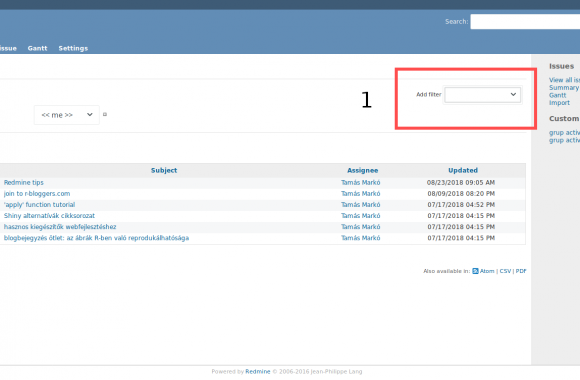 Search:
issue Gantt Settings
Issues
View all iss
Summary
Gantt
Import
Custom
grup activ
grup activ
1
Add filter
<< me >>
Subject Assignee Updated
Redmine tips Tamás Markó 08/23/2018 09:05 AM
join to r-bloggers.com Tamás Markó 08/09/2018 08:20 PM
'apply' function tutorial Tamás Markó 07/17/2018 04:52 PM
Shiny alternatívák cikksorozat Tamás Markó 07/17/2018 04:15 PM
hasznos kiegészítők webfejlesztéshez Tamás Markó 07/17/2018 04:15 PM
blogbejegyzés ötlet: az ábrák R-ben való reprodukálhatósága Tamás Markó 07/17/2018 04:15 PM
Also available in: Atom | CSV | PDF
Powered by Redmine © 2006-2016 Jean-Philippe Lang